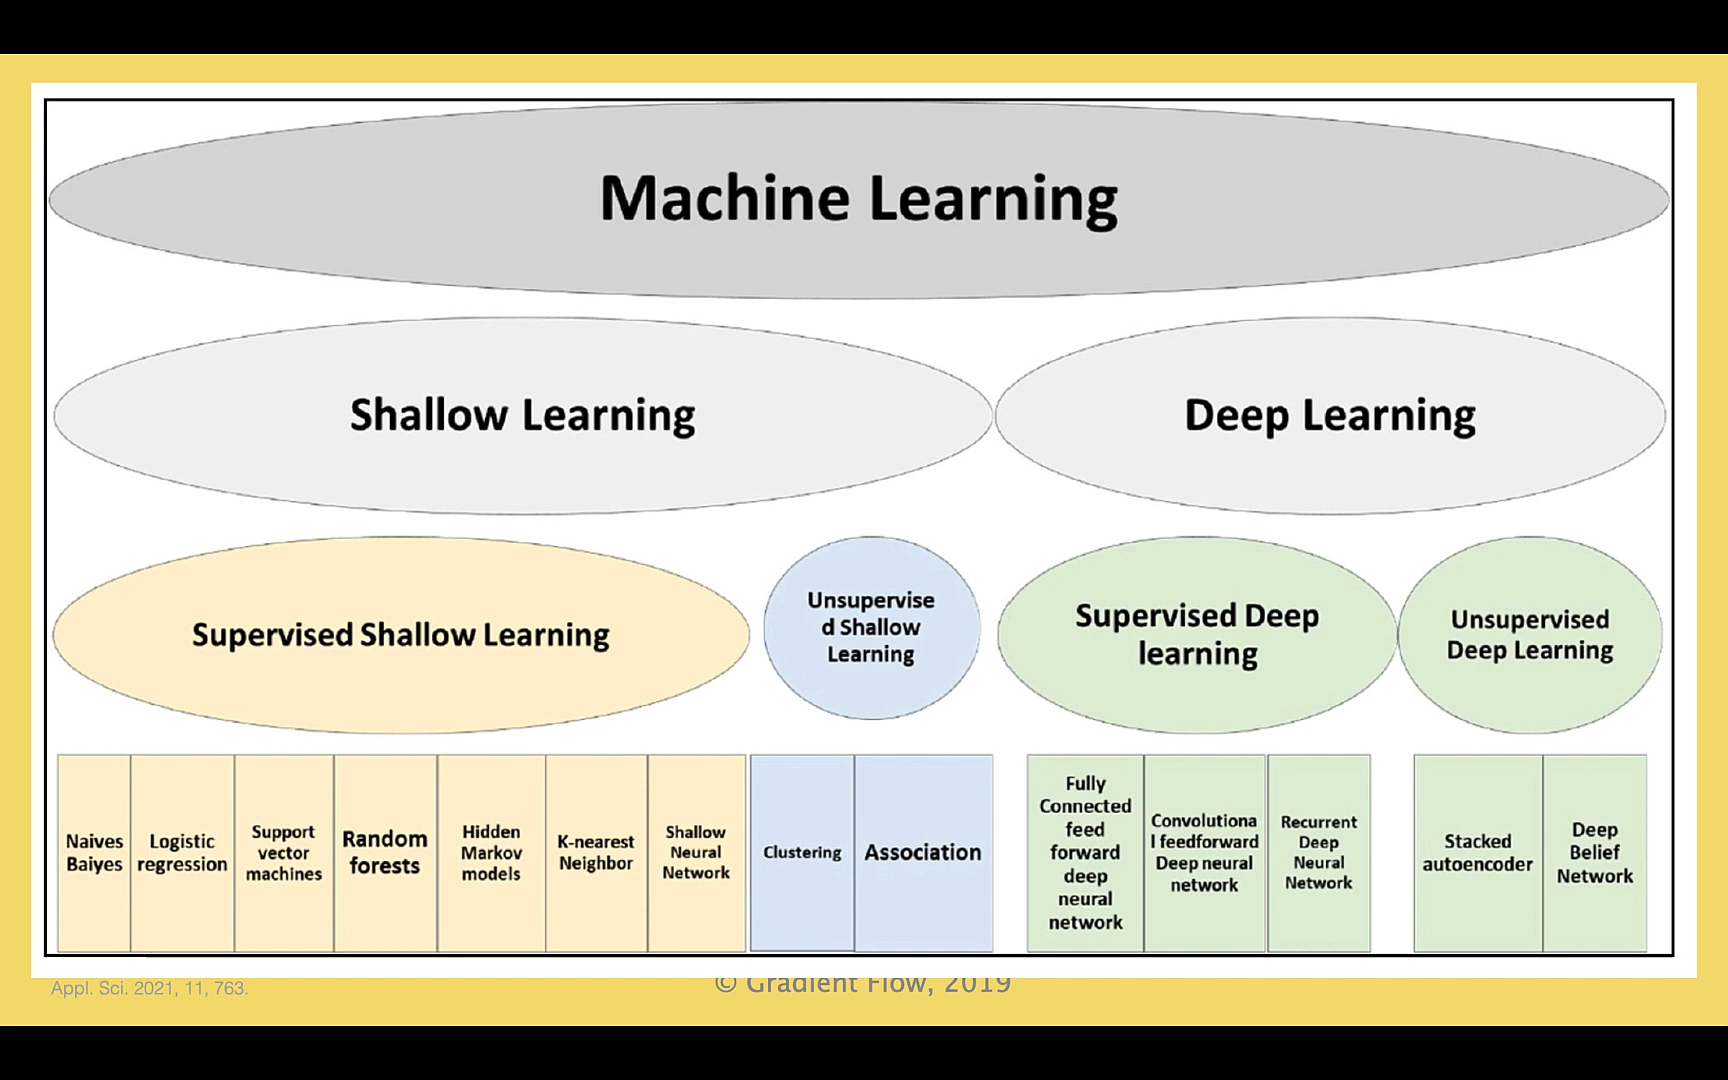 Machine Learning
Shallow Learning
Deep Learning
Supervised Shallow Learning
Unsupervise
d Shallow
Learning
Supervised Deep
learning
Unsupervised
Deep Learning
Naives
Baiyes
Logistic
regression
Support
vector
machines
Random
forests
Hidden
Markov
models
K-nearest
Neighbor
Shallow
Neural
Network
Clustering
Association
Fully
Connected
feed
forward
deep
neural
network
Convolutiona
l feedforward
Deep neural
network
Recurrent
Deep
Neural
Network
Stacked
autoencoder
Deep
Belief
Network
Appl. Sci. 2021, 11, 763.
© Gradient Flow, 2019